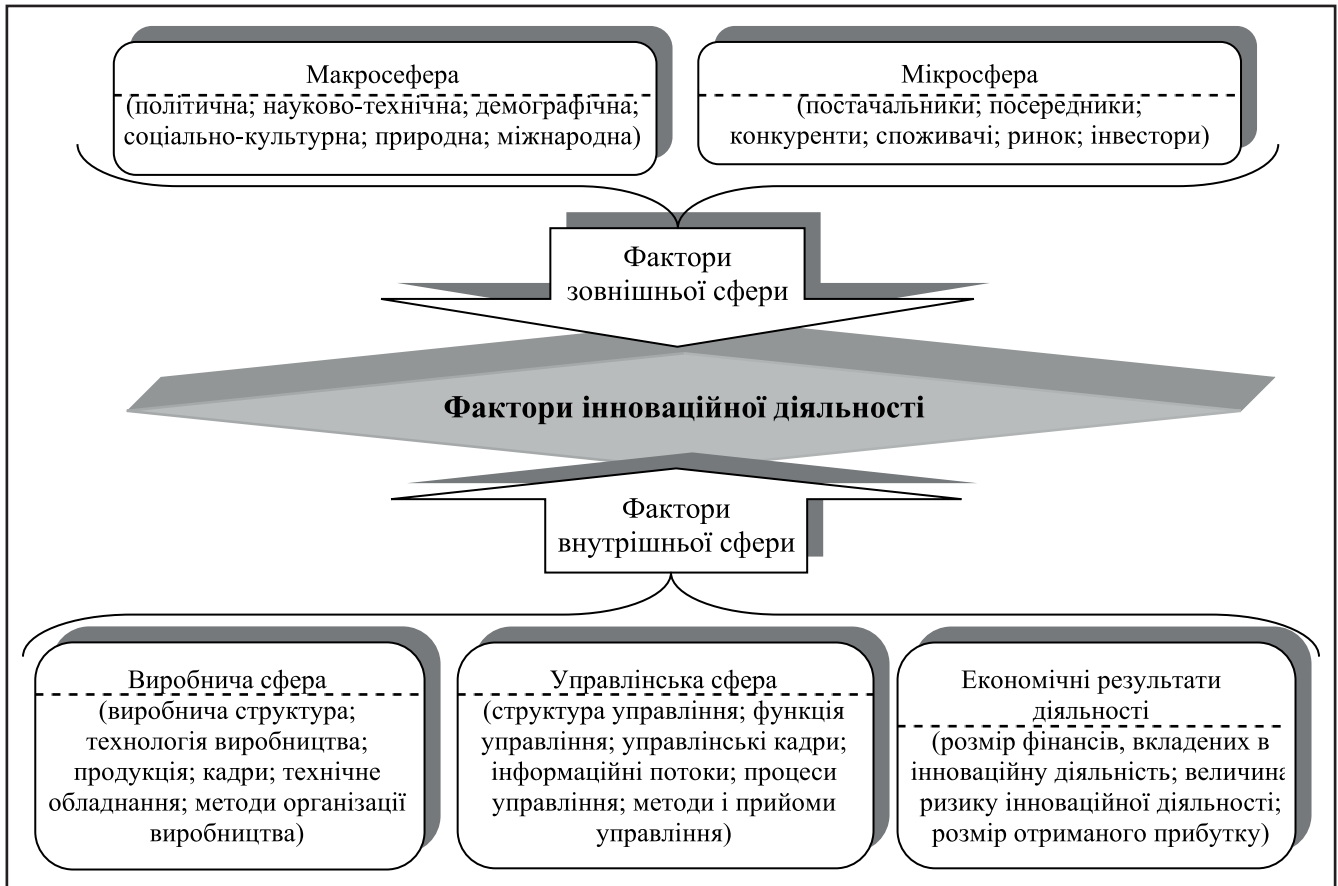 Макросефера
(політична; науково-технічна; демографічна;
соціально-культурна; природна; міжнародна)
Мікросфера
(постачальники; посередники;
конкуренти; споживачі; ринок; інвестори)
Фактори
зовнішньої сфери
Фактори інноваційної діяльності
Фактори
внутрішньої сфери
Виробнича сфера
(виробнича структура;
технологія виробництва;
продукція; кадри; технічне
обладнання; методи організації
виробництва)
Управлінська сфера
(структура управління; функція
управління; управлінські кадри;
інформаційні потоки; процеси
управління; методи і прийоми
управління)
Економічні результати
діяльності
(розмір фінансів, вкладених в
інноваційну діяльність; величина
ризику інноваційної діяльності;
розмір отриманого прибутку)